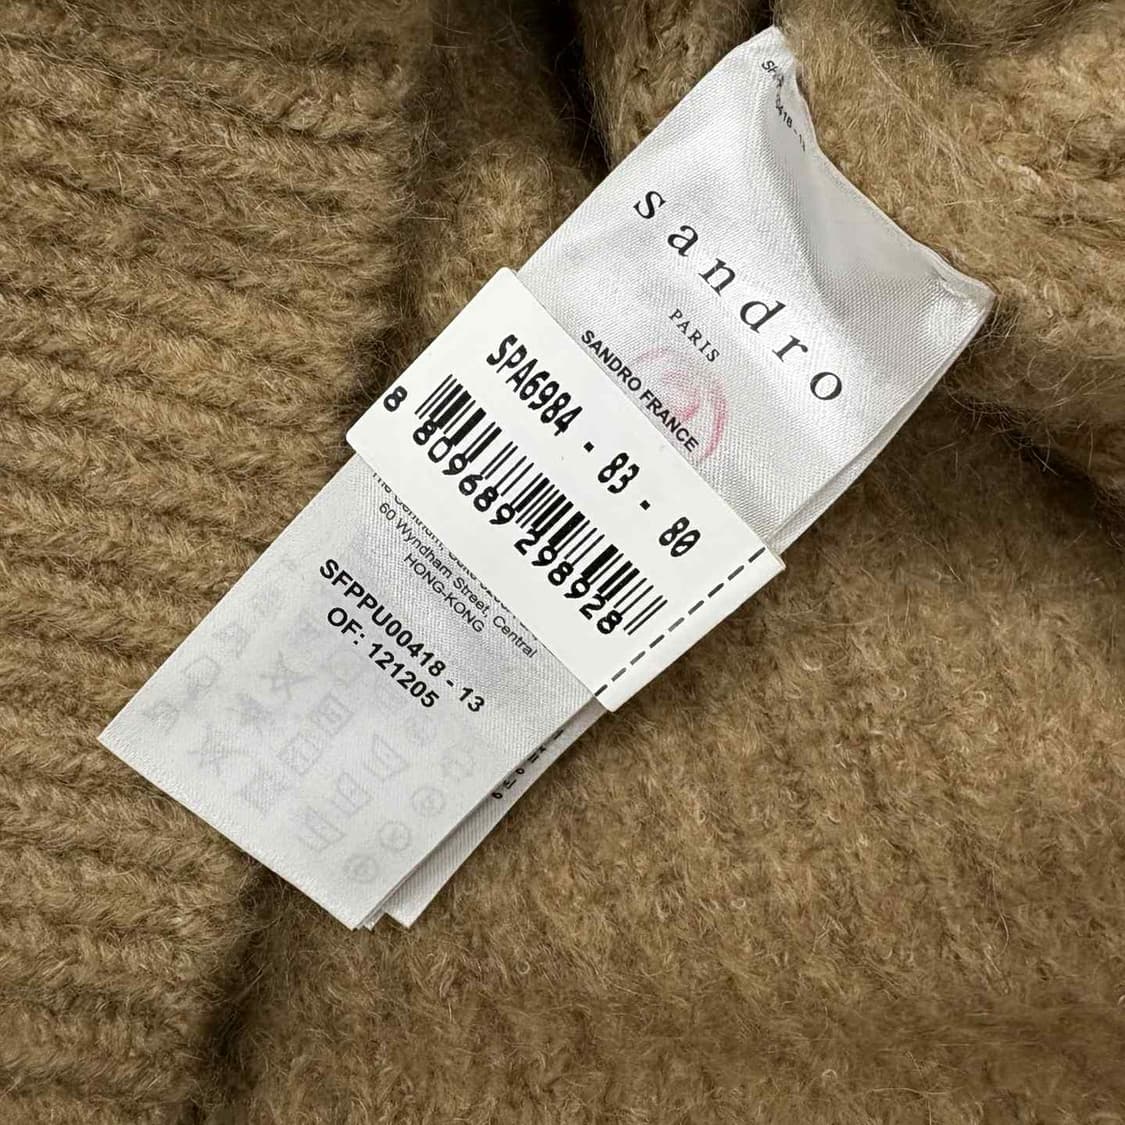 sandro
PARIS
SANDRO FRANCE
SPA6984 - 83 - 80
8 809689 298928
60 Wyndham Street, Central
HONG-KONG
SFPPU00418 - 13
OF: 121205